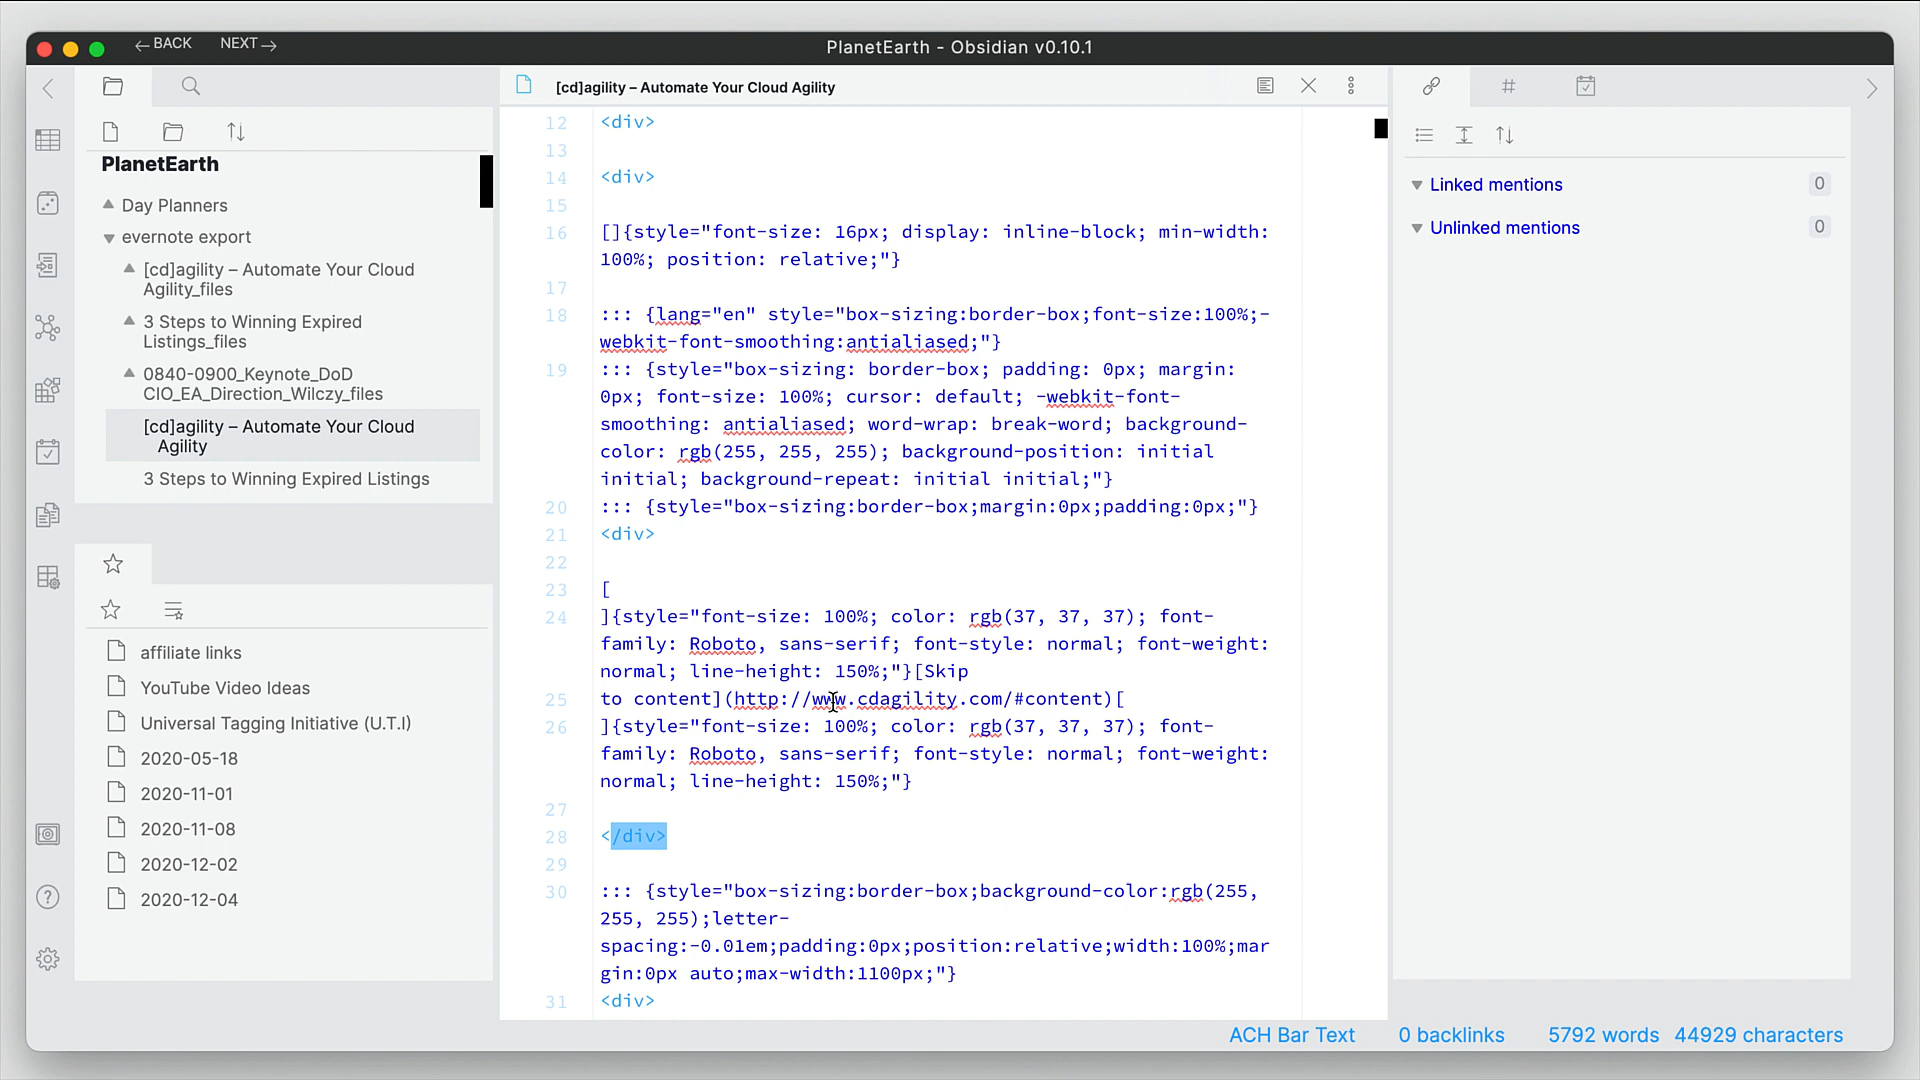 BACK
NEXT
PlanetEarth - Obsidian v0.10.1
[cd]agility – Automate Your Cloud Agility
PlanetEarth
Day Planners
evernote export
[cd]agility – Automate Your Cloud
Agility_files
3 Steps to Winning Expired
Listings_files
0840-0900_Keynote_DoD
CIO_EA_Direction_Wilczy_files
[cd]agility – Automate Your Cloud
Agility
3 Steps to Winning Expired Listings
affiliate links
YouTube Video Ideas
Universal Tagging Initiative (U.T.I)
2020-05-18
2020-11-01
2020-11-08
2020-12-02
2020-12-04
12 <div>
13
14 <div>
15
16 []{style="font-size: 16px; display: inline-block; min-width:
100%; position: relative;"}
17
18 ::: {lang="en" style="box-sizing:border-box;font-size:100%;-
webkit-font-smoothing:antialiased;"}
19 ::: {style="box-sizing: border-box; padding: 0px; margin:
0px; font-size: 100%; cursor: default; -webkit-font-
smoothing: antialiased; word-wrap: break-word; background-
color: rgb(255, 255, 255); background-position: initial
initial; background-repeat: initial initial;"}
20 ::: {style="box-sizing:border-box;margin:0px;padding:0px;"}
21 <div>
22
23 [
24 ]{style="font-size: 100%; color: rgb(37, 37, 37); font-
family: Roboto, sans-serif; font-style: normal; font-weight:
normal; line-height: 150%;"}[Skip
25 to content](http://www.cdagility.com/#content)[
26 ]{style="font-size: 100%; color: rgb(37, 37, 37); font-
family: Roboto, sans-serif; font-style: normal; font-weight:
normal; line-height: 150%;"}
27
28 </div>
29
30 ::: {style="box-sizing:border-box;background-color:rgb(255,
255, 255);letter-
spacing:-0.01em;padding:0px;position:relative;width:100%;mar
gin:0px auto;max-width:1100px;"}
31 <div>
Linked mentions 0
Unlinked mentions 0
ACH Bar Text 0 backlinks 5792 words 44929 characters